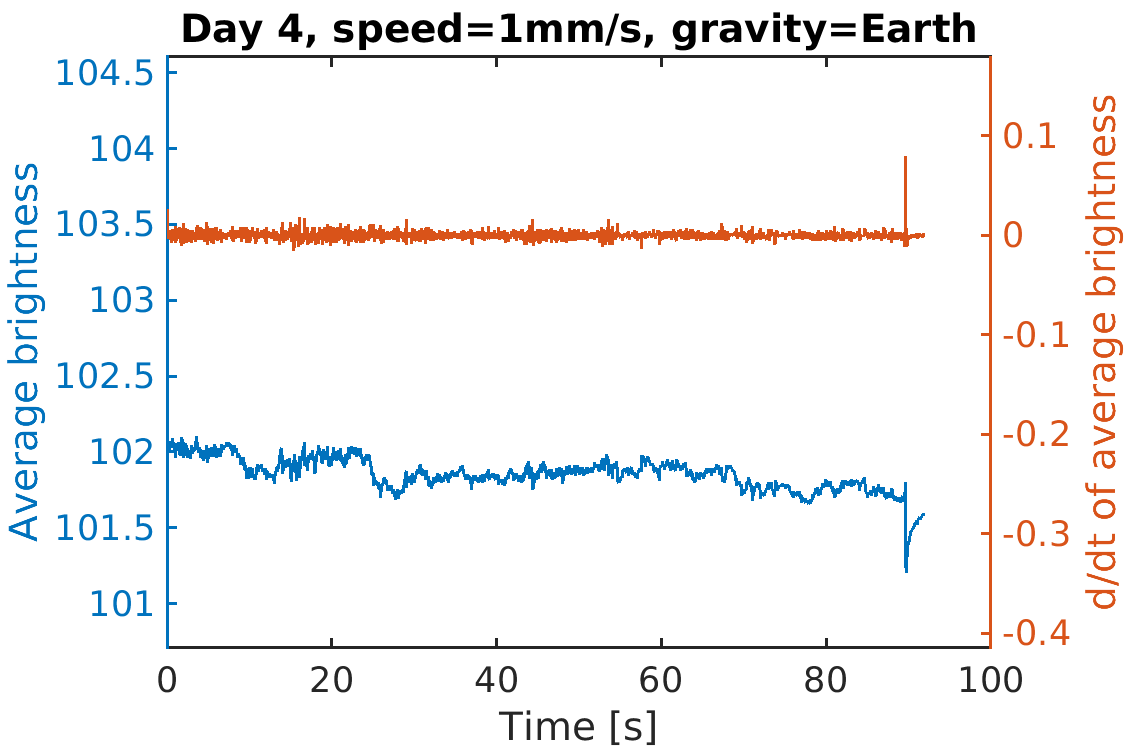 Day 4, speed=1mm/s, gravity=Earth
Average brightness
104.5
104
103.5
103
102.5
102
101.5
101
0.1
0
-0.1
-0.2
-0.3
-0.4
d/dt of average brightness
0 20 40 60 80 100
Time [s]